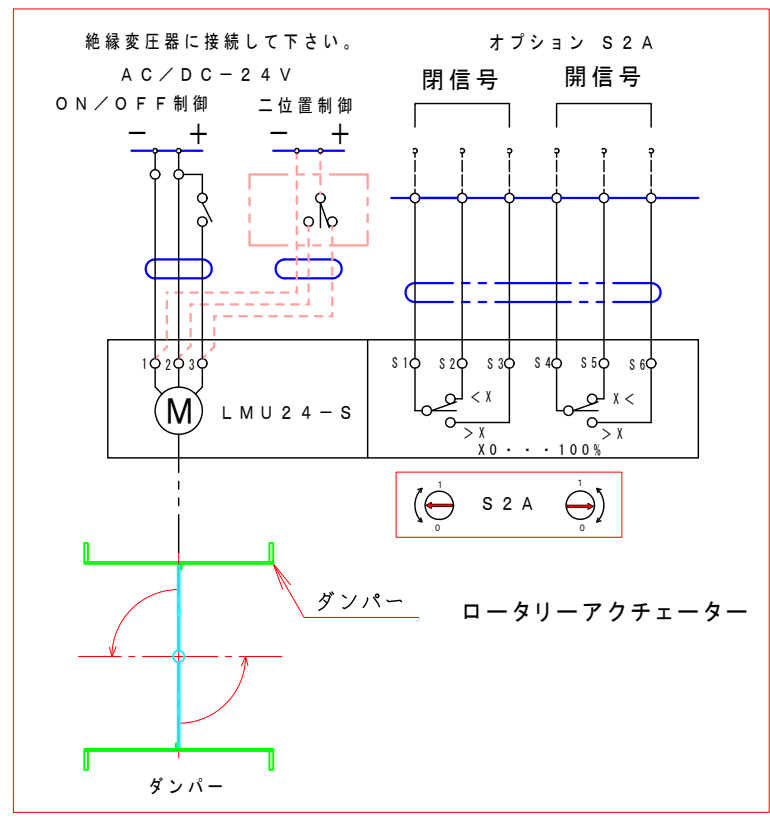 絶縁変圧器に接続して下さい。
オプション S2A
AC/DC-24V
閉信号
開信号
ON/OFF制御
二位置制御
- +
- +
1 2 3
S1 S2 S3 S4 S5 S6
<X
X<
M
LMU24-S
>X
>X
X0・・・100%
1
1
S2A
0
0
ダンパー
ロータリーアクチェーター
ダンパー